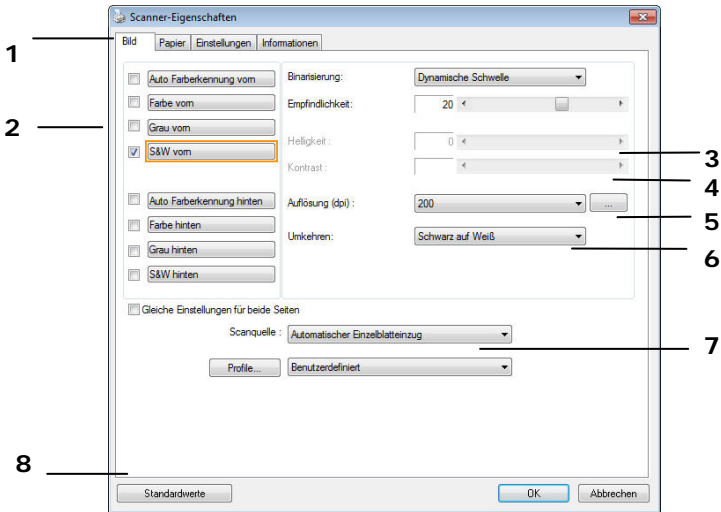 Scanner-Eigenschaften
Bild Papier Einstellungen Informationen
1
Auto Farberkennung vorn Binarisierung: Dynamische Schwelle
Farbe vorn Empfindlichkeit: 20
2
Grau vorn
S&W vorn Helligkeit : 0
3
Kontrast :
4
Auto Farberkennung hinten Auflösung (dpi) : 200 ...
5
Farbe hinten
Umkehren: Schwarz auf Weiß
6
Grau hinten
S&W hinten
Gleiche Einstellungen für beide Seiten
Scanquelle : Automatischer Einzelblatteinzug
7
Profile... Benutzerdefiniert
8
Standardwerte OK Abbrechen